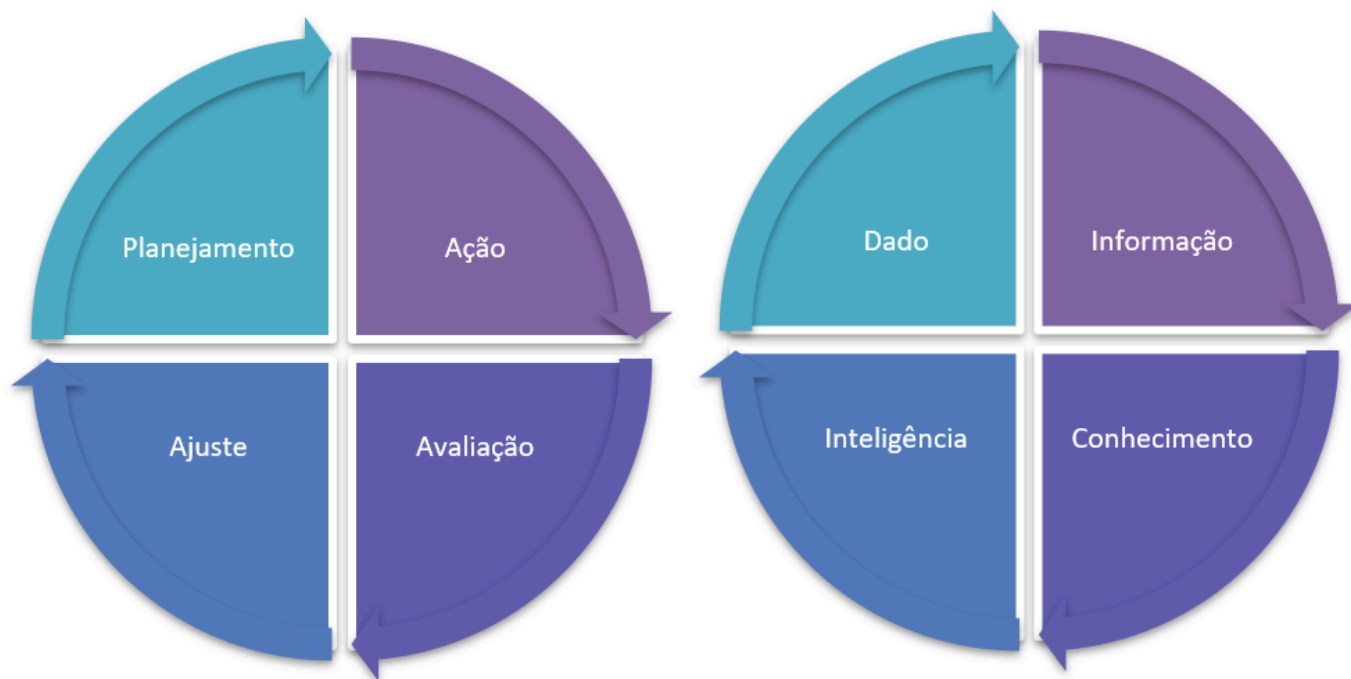 Planejamento
Ação
Ajuste
Avaliação
Dado
Informação
Inteligência
Conhecimento